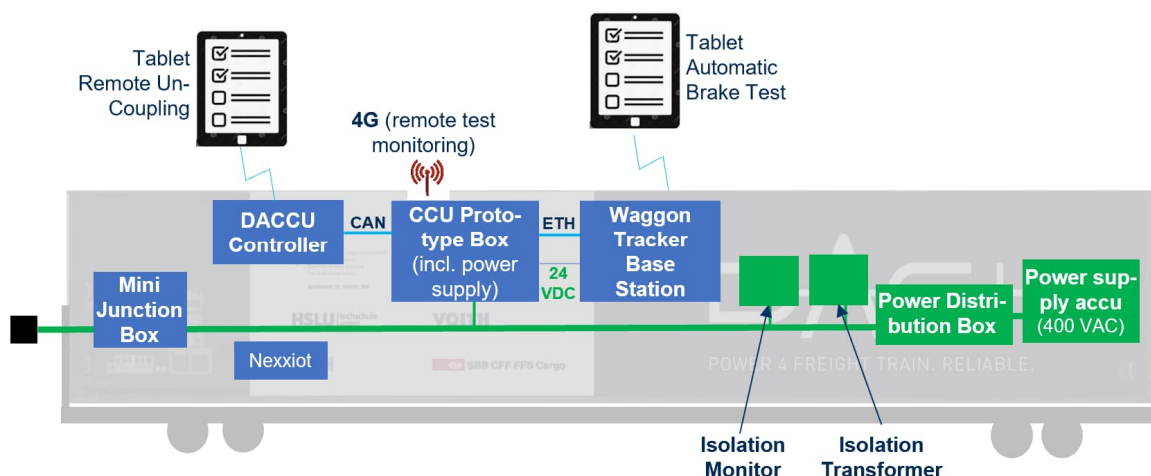 Tablet
Remote Un-
Coupling
Tablet
Automatic
Brake Test
4G (remote test
monitoring)
DACCU
Controller
CAN
CCU Proto-
type Box
(incl. power
supply)
ETH
24
VDC
Waggon
Tracker
Base
Station
Mini
Junction
Box
Nexxiot
HSLU Hochschule
VOITH
SBB CFF FFS Cargo
Power Distri-
bution Box
Power sup-
ply accu
(400 VAC)
POWER 4 FREIGHT TRAIN. RELIABLE.
Isolation
Monitor
Isolation
Transformer